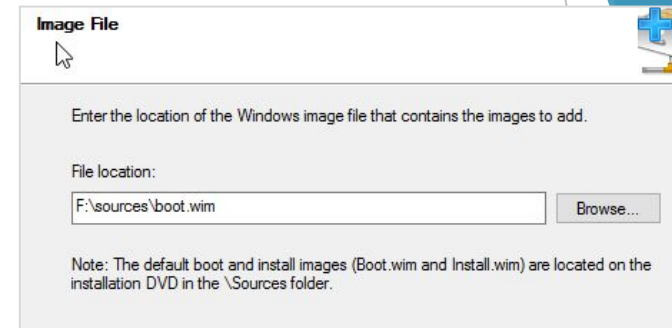 Image File
Enter the location of the Windows image file that contains the images to add.
File location:
F:\sources\boot.wim
Browse...
Note: The default boot and install images (Boot.wim and Install.wim) are located on the
installation DVD in the \Sources folder.